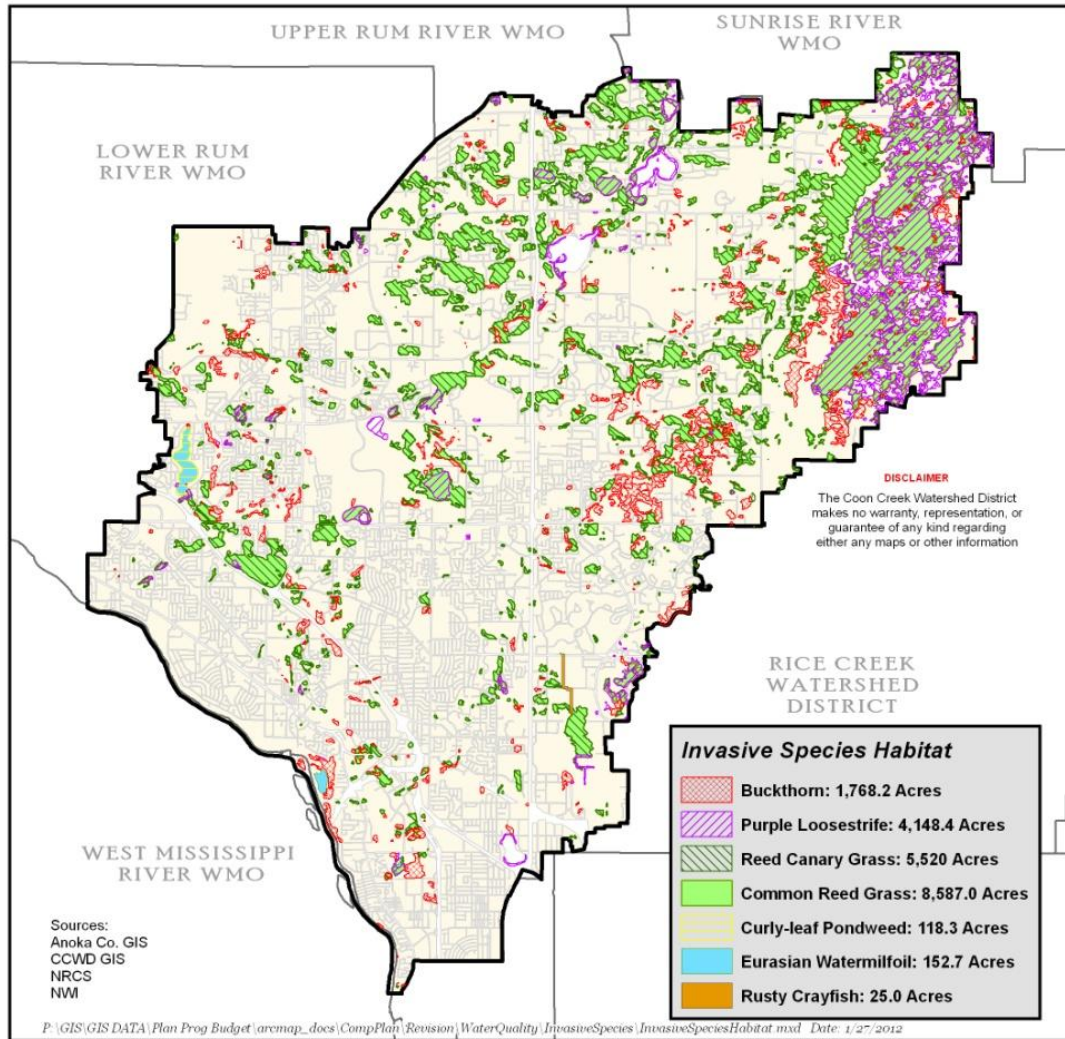 UPPER RUM RIVER WMO
SUNRISE RIVER
WMO
LOWER RUM
RIVER WMO
DISCLAIMER
The Coon Creek Watershed District
makes no warranty, representation, or
guarantee of any kind regarding
either any maps or other information
RICE CREEK
WATERSHED
DISTRICT
WEST MISSISSIPPI
RIVER WMO
Invasive Species Habitat
Buckthorn: 1,768.2 Acres
Purple Loosestrife: 4,148.4 Acres
Reed Canary Grass: 5,520 Acres
Common Reed Grass: 8,587.0 Acres
Curly-leaf Pondweed: 118.3 Acres
Eurasian Watermilfoil: 152.7 Acres
Rusty Crayfish: 25.0 Acres
Sources:
Anoka Co. GIS
CCWD GIS
NRCS
NWI
P:\GIS\GIS DATA\Plan Prog Budget\arcmap_docs\CompPlan\Revision\WaterQuality\InvasiveSpecies\InvasiveSpeciesHabitat.mxd Date: 1/27/2012